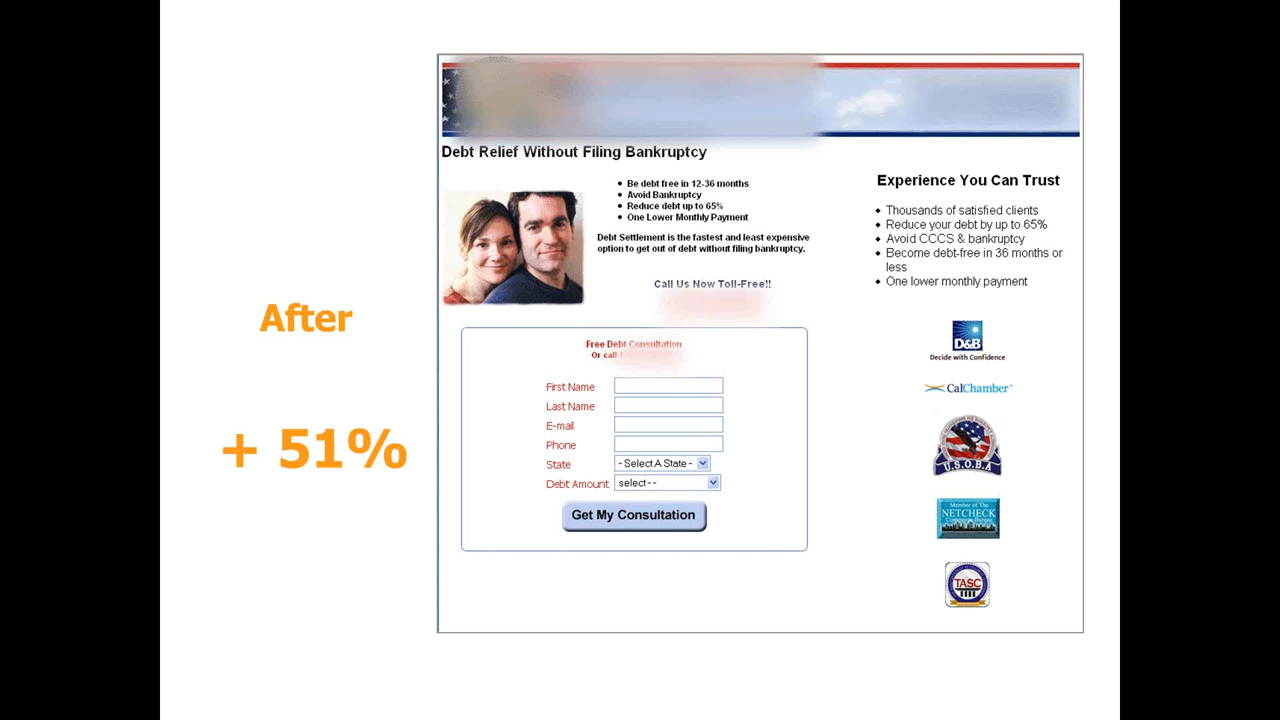 After
+ 51%
Debt Relief Without Filing Bankruptcy
Be debt free in 12-36 months
Avoid Bankruptcy
Reduce debt up to 65%
One Lower Monthly Payment
Debt Settlement is the fastest and least expensive
option to get out of debt without filing bankruptcy.
Call Us Now Toll-Free!!
Free Debt Consultation
Or call
First Name
Last Name
E-mail
Phone
State
- Select A State -
Debt Amount
select --
Get My Consultation
Experience You Can Trust
Thousands of satisfied clients
Reduce your debt by up to 65%
Avoid CCCS & bankruptcy
Become debt-free in 36 months or
less
One lower monthly payment
D&B
Decide with Confidence
CalChamber™
U.S.O.B.A
Member of The
NETCHECK
TASC